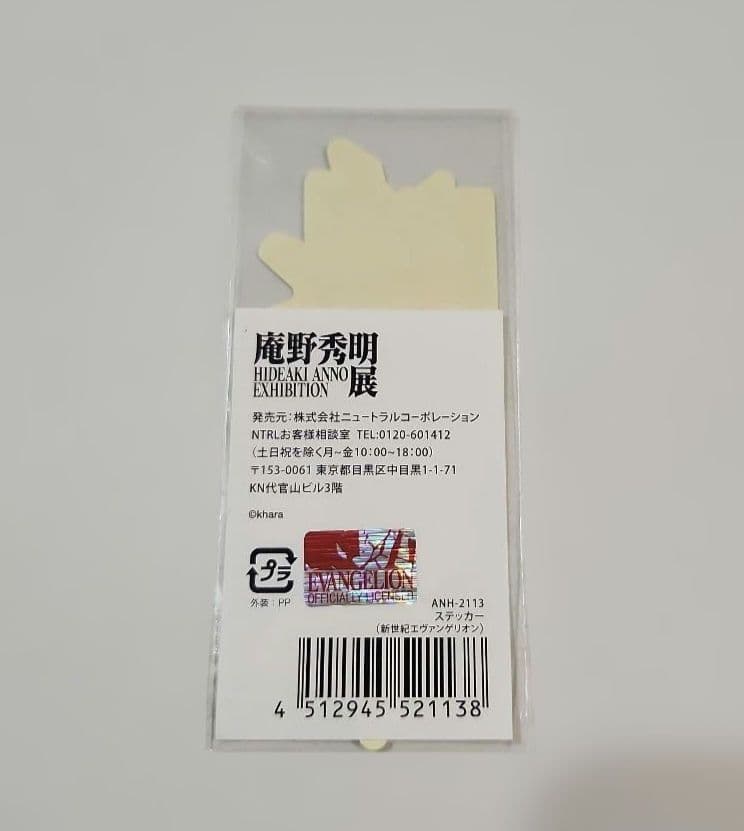 庵野秀明
HIDEAKI ANNO
EXHIBITION 展
発売元:株式会社ニュートラルコーポレーション
NTRLお客様相談室 TEL:0120-601412
(土日祝を除く月~金10:00~18:00)
〒153-0061 東京都目黒区中目黒1-1-71
KN代官山ビル3階
©khara
プラ
外装:PP
EVANGELION
OFFICIALLY LICENSED
ANH-2113
ステッカー
(新世紀エヴァンゲリオン)
4 512945 521138